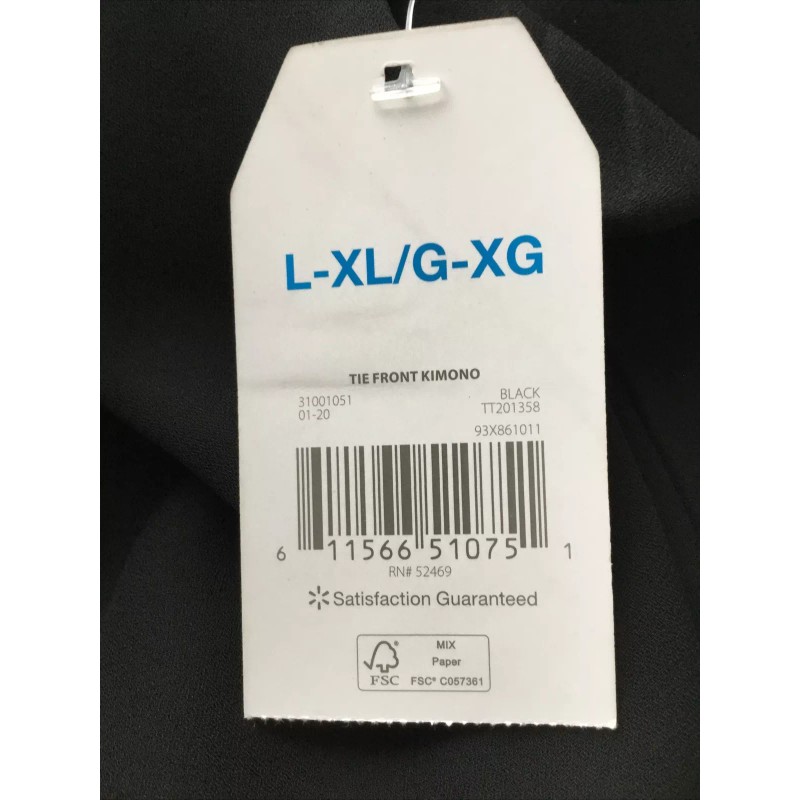 L-XL/G-XG
TIE FRONT KIMONO
31001051 BLACK
01-20 TT201358
93X861011
6 11566 51075 1
RN# 52469
Satisfaction Guaranteed
MIX
Paper
FSC® C057361
FSC